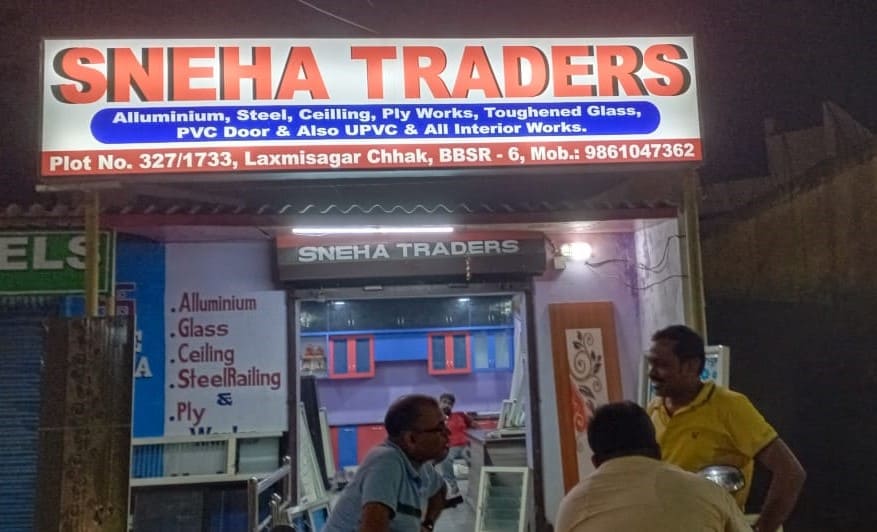 SNEHA TRADERS
Alluminium, Steel, Ceilling, Ply Works, Toughened Glass,
PVC Door & Also UPVC & All Interior Works.
Plot No. 327/1733, Laxmisagar Chhak, BBSR - 6, Mob.: 9861047362
SNEHA TRADERS
ELS
. Alluminium
. Glass
. Ceiling
. SteelRailing
&
. Ply